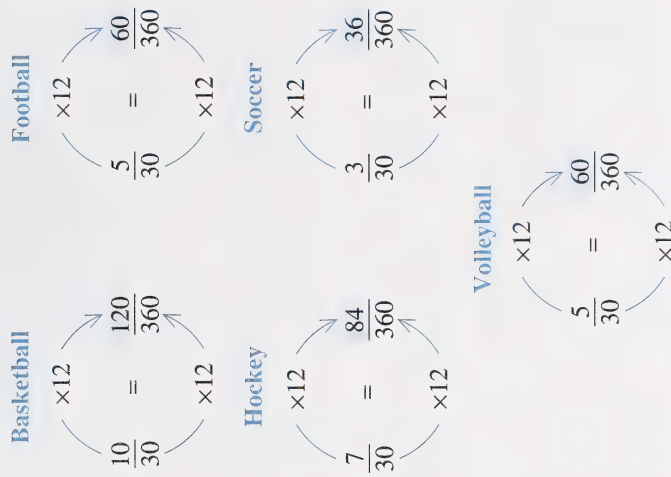 Basketball
×12
10/30 = 120/360
×12
Football
×12
5/30 = 60/360
×12
Hockey
×12
7/30 = 84/360
×12
Soccer
×12
3/30 = 36/360
×12
Volleyball
×12
5/30 = 60/360
×12